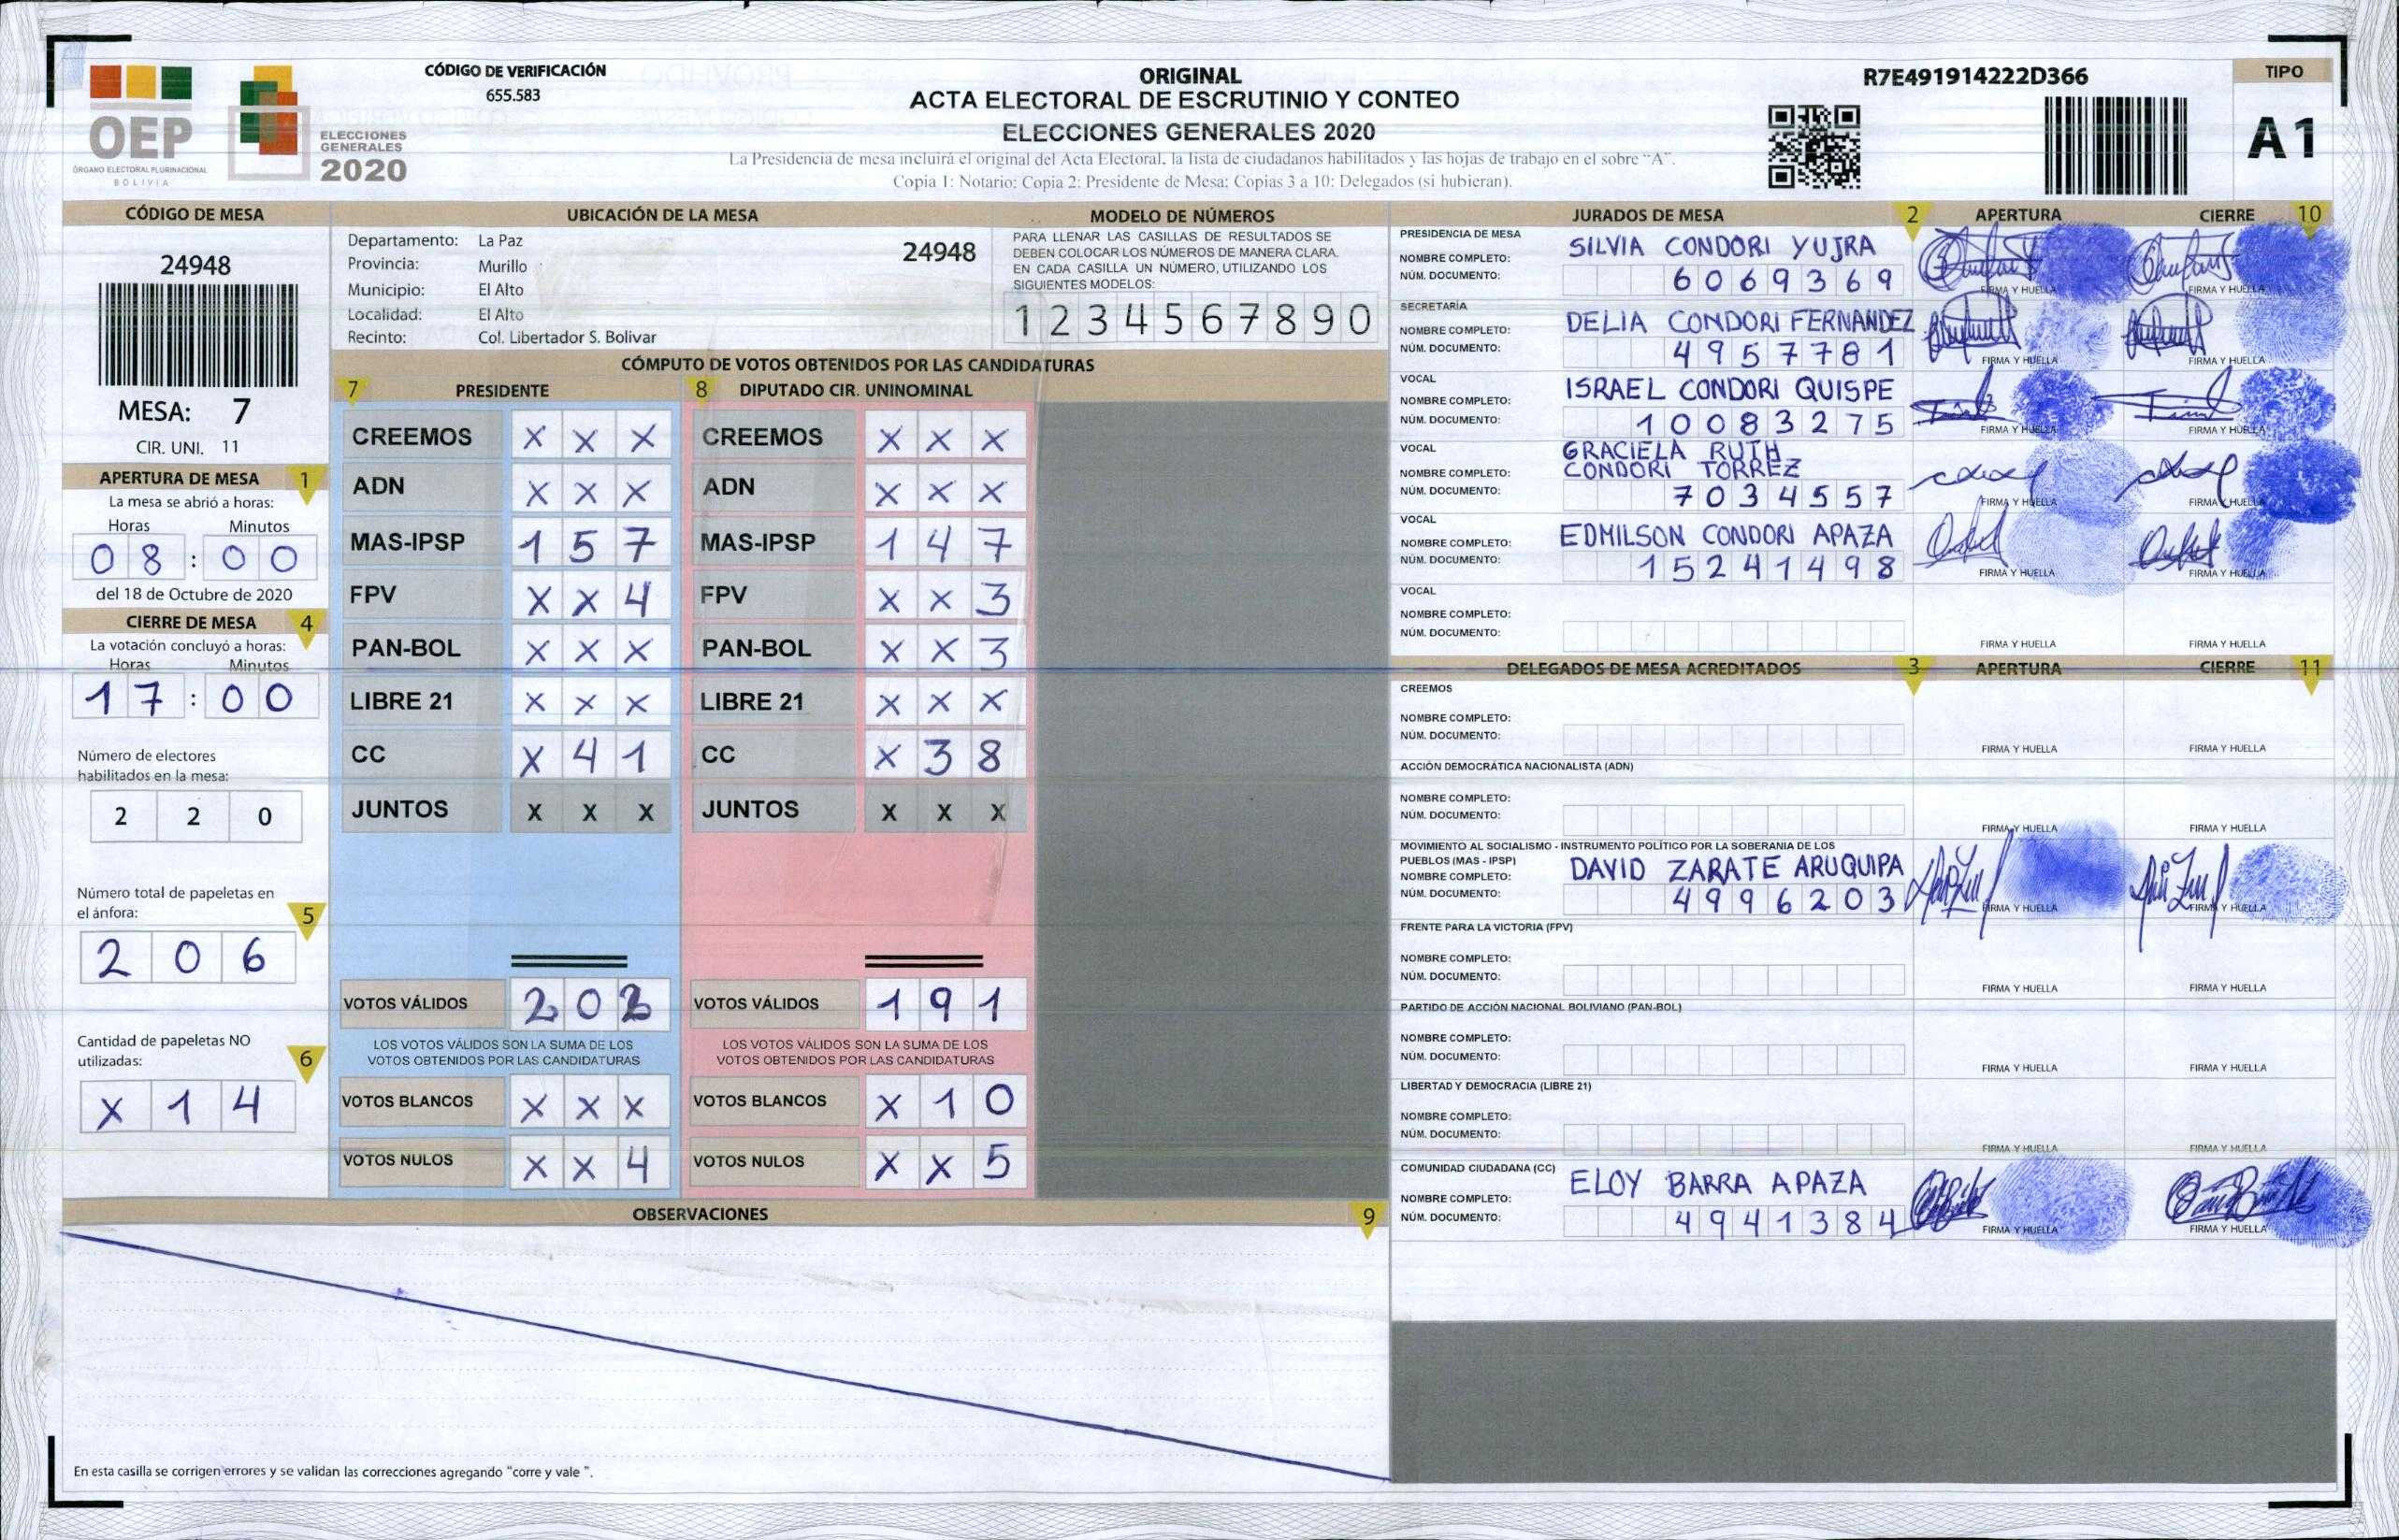 CÓDIGO DE VERIFICACIÓN
655.583
OEP
ÓRGANO ELECTORAL PLURINACIONAL
BOLIVIA
ELECCIONES
GENERALES
2020
ORIGINAL
ACTA ELECTORAL DE ESCRUTINIO Y CONTEO
ELECCIONES GENERALES 2020
La Presidencia de mesa incluirá el original del Acta Electoral, la lista de ciudadanos habilitados y las hojas de trabajo en el sobre "A".
Copia 1: Notario; Copia 2: Presidente de Mesa; Copias 3 a 10: Delegados (si hubieran).
R7E491914222D366
TIPO
A1
CÓDIGO DE MESA
24948
MESA: 7
CIR. UNI. 11
APERTURA DE MESA 1
La mesa se abrió a horas:
Horas Minutos
08:00
del 18 de Octubre de 2020
CIERRE DE MESA 4
La votación concluyó a horas:
Horas Minutos
17:00
Número de electores
habilitados en la mesa:
2 2 0
Número total de papeletas en
el ánfora: 5
2 0 6
Cantidad de papeletas NO
utilizadas: 6
X 1 4
UBICACIÓN DE LA MESA
Departamento: La Paz
24948
Provincia: Murillo
Municipio: El Alto
Localidad: El Alto
Recinto: Col. Libertador S. Bolivar
MODELO DE NÚMEROS
PARA LLENAR LAS CASILLAS DE RESULTADOS SE
DEBEN COLOCAR LOS NÚMEROS DE MANERA CLARA.
EN CADA CASILLA UN NÚMERO, UTILIZANDO LOS
SIGUIENTES MODELOS:
1 2 3 4 5 6 7 8 9 0
CÓMPUTO DE VOTOS OBTENIDOS POR LAS CANDIDATURAS
7 PRESIDENTE 8 DIPUTADO CIR. UNINOMINAL
CREEMOS X X X CREEMOS X X X
ADN X X X ADN X X X
MAS-IPSP 1 5 7 MAS-IPSP 1 4 7
FPV X X 4 FPV X X 3
PAN-BOL X X X PAN-BOL X X 3
LIBRE 21 X X X LIBRE 21 X X X
CC X 4 1 CC X 3 8
JUNTOS X X X JUNTOS X X X
VOTOS VÁLIDOS 2 0 2 VOTOS VÁLIDOS 1 9 1
LOS VOTOS VÁLIDOS SON LA SUMA DE LOS LOS VOTOS VÁLIDOS SON LA SUMA DE LOS
VOTOS OBTENIDOS POR LAS CANDIDATURAS VOTOS OBTENIDOS POR LAS CANDIDATURAS
VOTOS BLANCOS X X X VOTOS BLANCOS X 1 0
VOTOS NULOS X X 4 VOTOS NULOS X X 5
OBSERVACIONES 9
En esta casilla se corrigen errores y se validan las correcciones agregando "corre y vale ".
JURADOS DE MESA 2 APERTURA CIERRE 10
PRESIDENCIA DE MESA
NOMBRE COMPLETO: SILVIA CONDORI YUJRA
NÚM. DOCUMENTO: 6069369
FIRMA Y HUELLA FIRMA Y HUELLA
SECRETARÍA
NOMBRE COMPLETO: DELIA CONDORI FERNANDEZ
NÚM. DOCUMENTO: 4957781
FIRMA Y HUELLA FIRMA Y HUELLA
VOCAL
NOMBRE COMPLETO: ISRAEL CONDORI QUISPE
NÚM. DOCUMENTO: 10083275
FIRMA Y HUELLA FIRMA Y HUELLA
VOCAL
GRACIELA RUTH
NOMBRE COMPLETO: CONDORI TORREZ
NÚM. DOCUMENTO: 7034557
FIRMA Y HUELLA FIRMA Y HUELLA
VOCAL
NOMBRE COMPLETO: EDMILSON CONDORI APAZA
NÚM. DOCUMENTO: 15241498
FIRMA Y HUELLA FIRMA Y HUELLA
VOCAL
NOMBRE COMPLETO:
NÚM. DOCUMENTO:
FIRMA Y HUELLA FIRMA Y HUELLA
DELEGADOS DE MESA ACREDITADOS 3 APERTURA CIERRE 11
CREEMOS
NOMBRE COMPLETO:
NÚM. DOCUMENTO:
FIRMA Y HUELLA FIRMA Y HUELLA
ACCIÓN DEMOCRÁTICA NACIONALISTA (ADN)
NOMBRE COMPLETO:
NÚM. DOCUMENTO:
FIRMA Y HUELLA FIRMA Y HUELLA
MOVIMIENTO AL SOCIALISMO - INSTRUMENTO POLÍTICO POR LA SOBERANIA DE LOS
PUEBLOS (MAS - IPSP)
NOMBRE COMPLETO: DAVID ZARATE ARUQUIPA
NÚM. DOCUMENTO: 4996203
FIRMA Y HUELLA FIRMA Y HUELLA
FRENTE PARA LA VICTORIA (FPV)
NOMBRE COMPLETO:
NÚM. DOCUMENTO:
FIRMA Y HUELLA FIRMA Y HUELLA
PARTIDO DE ACCIÓN NACIONAL BOLIVIANO (PAN-BOL)
NOMBRE COMPLETO:
NÚM. DOCUMENTO:
FIRMA Y HUELLA FIRMA Y HUELLA
LIBERTAD Y DEMOCRACIA (LIBRE 21)
NOMBRE COMPLETO:
NÚM. DOCUMENTO:
FIRMA Y HUELLA FIRMA Y HUELLA
COMUNIDAD CIUDADANA (CC)
NOMBRE COMPLETO: ELOY BARRA APAZA
NÚM. DOCUMENTO: 4941384
FIRMA Y HUELLA FIRMA Y HUELLA